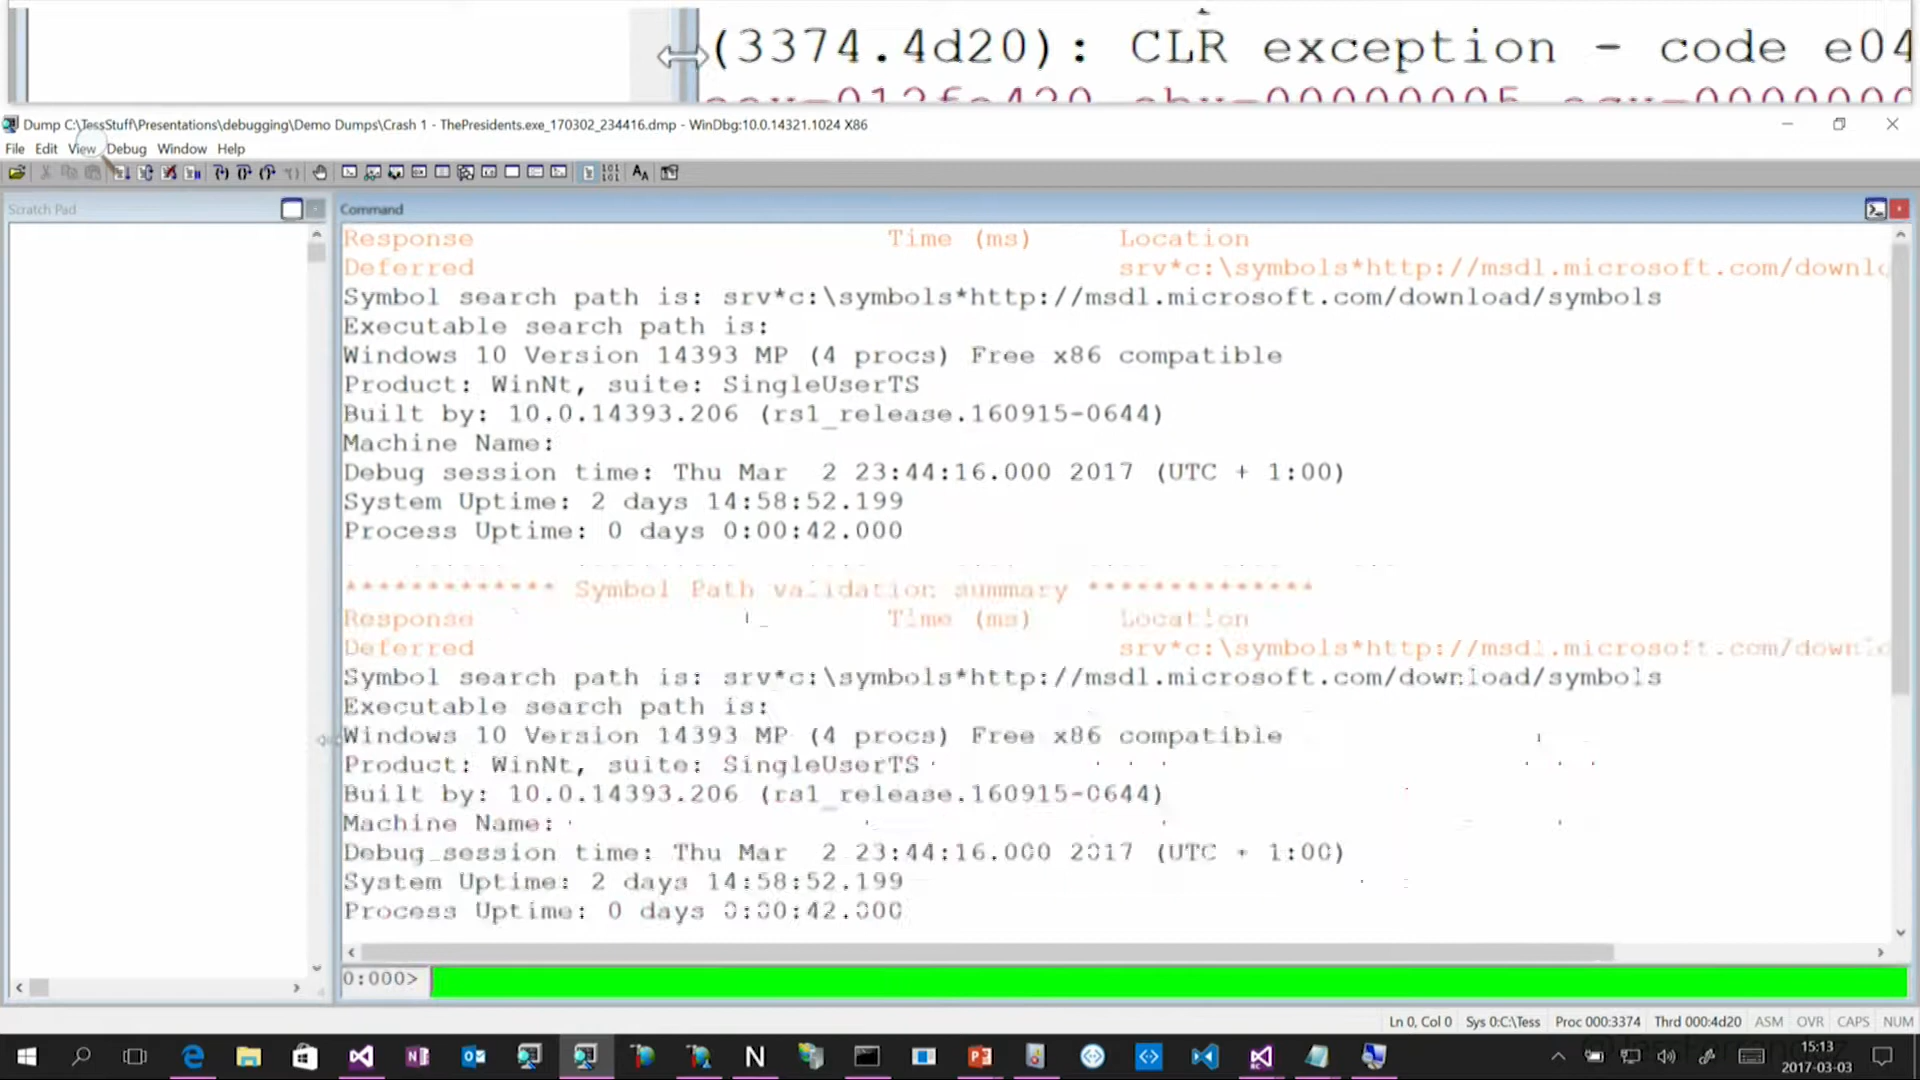 (3374.4d20): CLR exception - code e04
Dump C:\TessStuff\Presentations\debugging\Demo Dumps\Crash 1 - ThePresidents.exe_170302_234416.dmp - WinDbg:10.0.14321.1024 X86
File Edit View Debug Window Help
Scratch Pad
Command
Response Time (ms) Location
Deferred srv*c:\symbols*http://msdl.microsoft.com/downlo
Symbol search path is: srv*c:\symbols*http://msdl.microsoft.com/download/symbols
Executable search path is:
Windows 10 Version 14393 MP (4 procs) Free x86 compatible
Product: WinNt, suite: SingleUserTS
Built by: 10.0.14393.206 (rs1_release.160915-0644)
Machine Name:
Debug session time: Thu Mar  2 23:44:16.000 2017 (UTC + 1:00)
System Uptime: 2 days 14:58:52.199
Process Uptime: 0 days 0:00:42.000
************* Symbol Path validation summary **************
Response Time (ms) Location
Deferred srv*c:\symbols*http://msdl.microsoft.com/downlo
Symbol search path is: srv*c:\symbols*http://msdl.microsoft.com/download/symbols
Executable search path is:
Windows 10 Version 14393 MP (4 procs) Free x86 compatible
Product: WinNt, suite: SingleUserTS
Built by: 10.0.14393.206 (rs1_release.160915-0644)
Machine Name:
Debug session time: Thu Mar  2 23:44:16.000 2017 (UTC + 1:00)
System Uptime: 2 days 14:58:52.199
Process Uptime: 0 days 0:00:42.000
0:000>
Ln 0, Col 0 Sys 0:C:\Tess Proc 000:3374 Thrd 000:4d20 ASM OVR CAPS NUM
15:13
2017-03-03